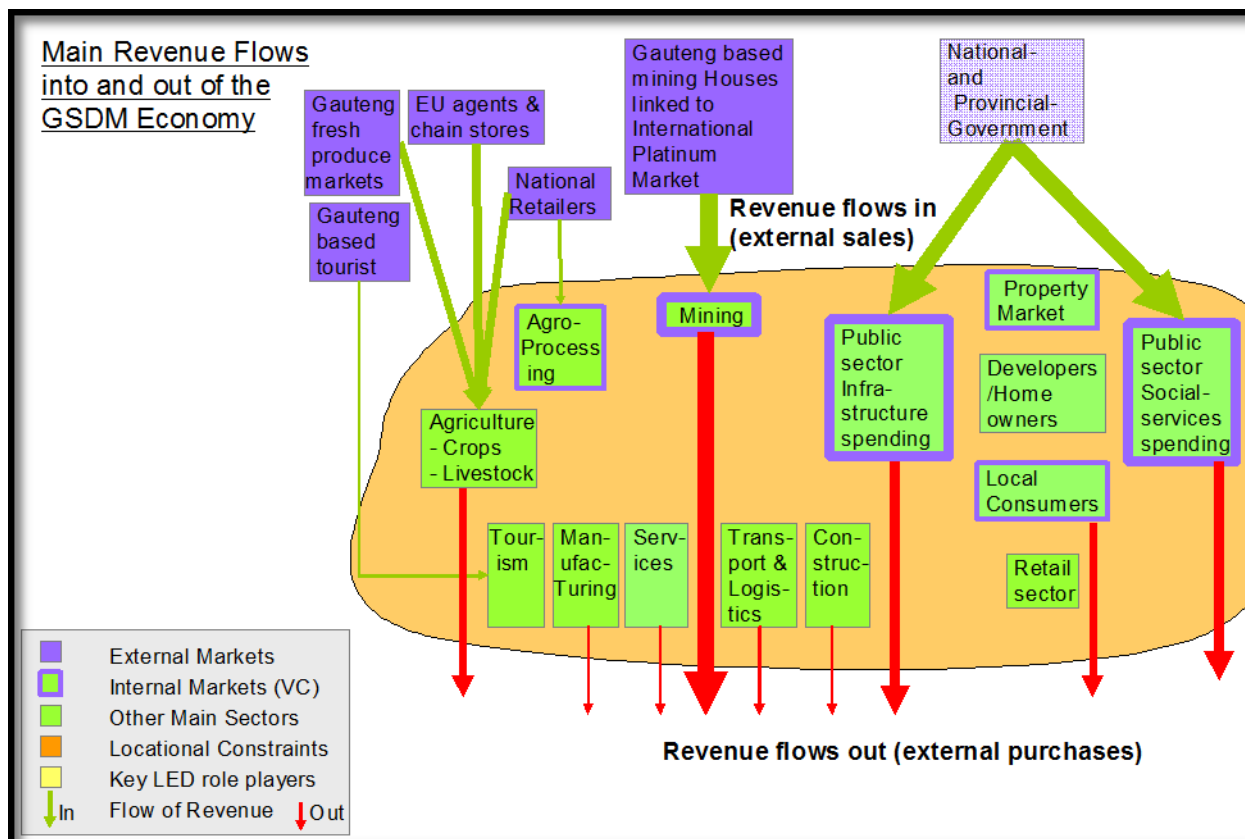 Main Revenue Flows
into and out of the
GSDM Economy
Gauteng
fresh
produce
markets
EU agents &
chain stores
National
Retailers
Gauteng
based
tourist
Gauteng based
mining Houses
linked to
International
Platinum
Market
National-
and
Provincial-
Government
Revenue flows in
(external sales)
Agro-
Process
ing
Mining
Public
sector
Infra-
structure
spending
Property
Market
Developers
/Home
owners
Public
sector
Social-
services
spending
Agriculture
- Crops
- Livestock
Local
Consumers
Tour-
ism
Man-
ufac-
Turing
Serv-
ices
Trans-
port &
Logis-
tics
Con-
struc-
tion
Retail
sector
External Markets
Internal Markets (VC)
Other Main Sectors
Locational Constraints
Key LED role players
In Flow of Revenue Out
Revenue flows out (external purchases)